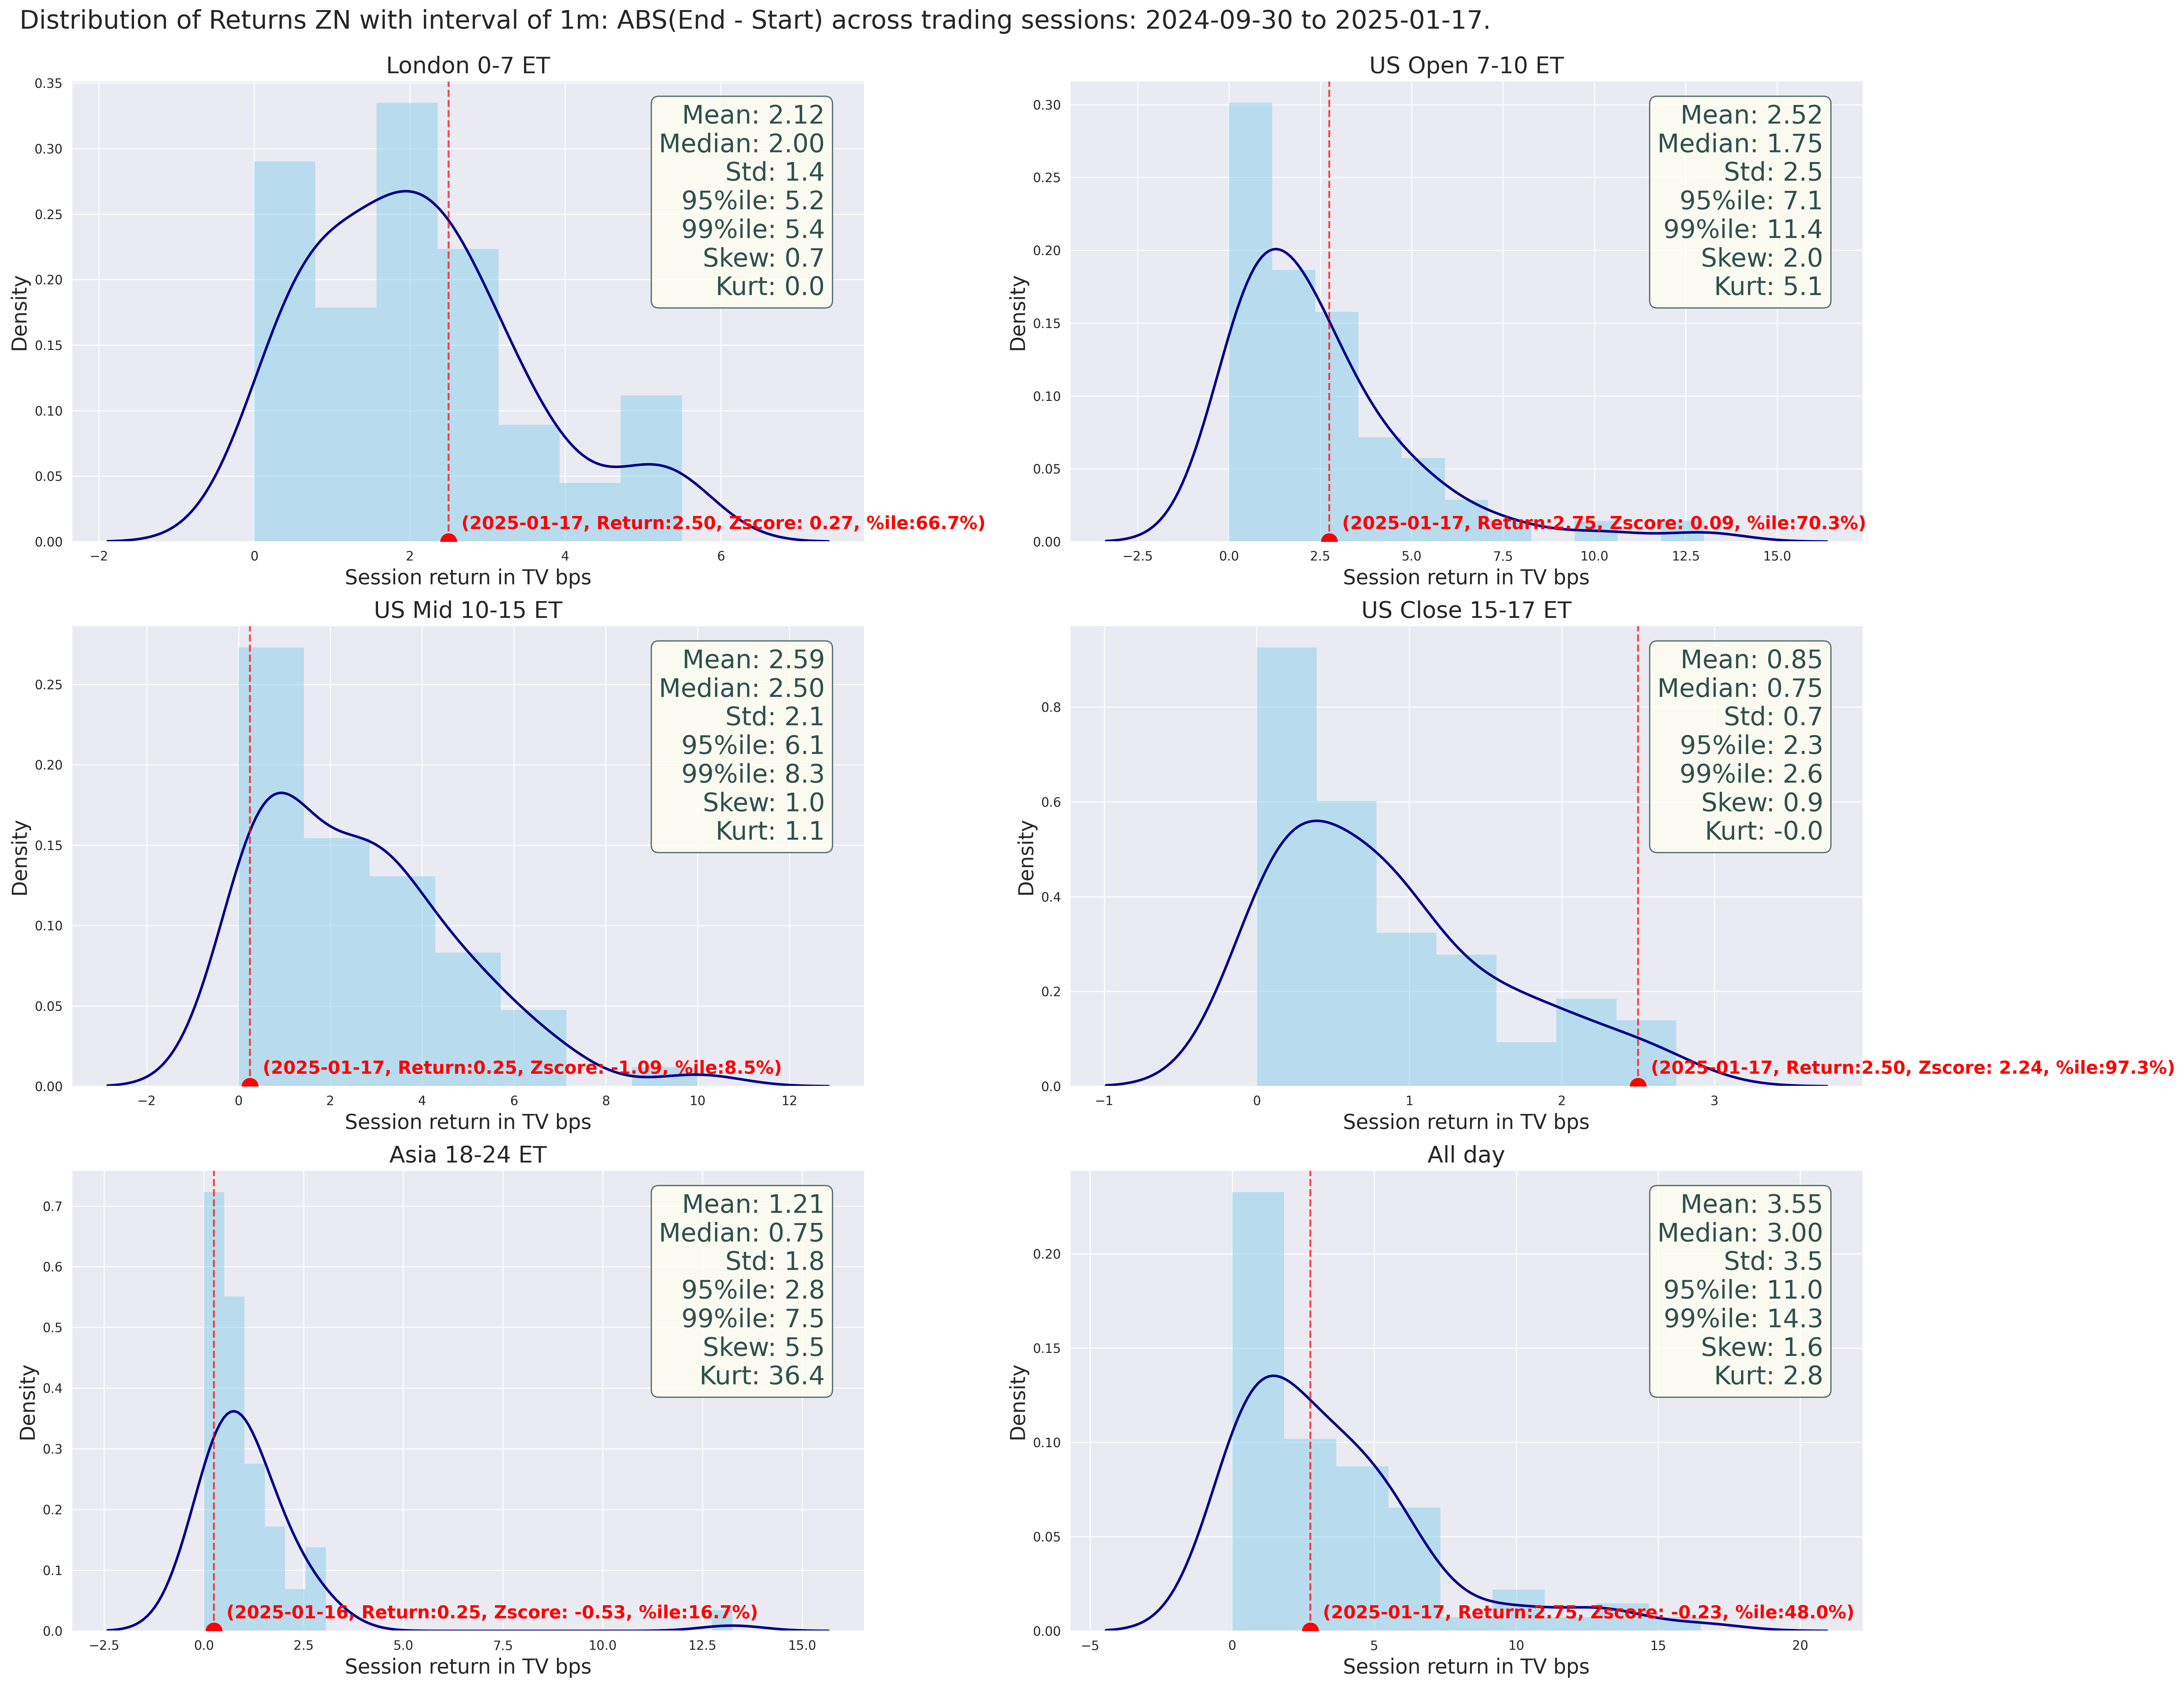 Distribution of Returns ZN with interval of 1m: ABS(End - Start) across trading sessions: 2024-09-30 to 2025-01-17.
London 0-7 ET
Density
0.35
0.30
0.25
0.20
0.15
0.10
0.05
0.00
Mean: 2.12
Median: 2.00
Std: 1.4
95%ile: 5.2
99%ile: 5.4
Skew: 0.7
Kurt: 0.0
(2025-01-17, Return:2.50, Zscore: 0.27, %ile:66.7%)
−2 0 2 4 6
Session return in TV bps
US Open 7-10 ET
Density
0.30
0.25
0.20
0.15
0.10
0.05
0.00
Mean: 2.52
Median: 1.75
Std: 2.5
95%ile: 7.1
99%ile: 11.4
Skew: 2.0
Kurt: 5.1
(2025-01-17, Return:2.75, Zscore: 0.09, %ile:70.3%)
−2.5 0.0 2.5 5.0 7.5 10.0 12.5 15.0
Session return in TV bps
US Mid 10-15 ET
Density
0.25
0.20
0.15
0.10
0.05
0.00
Mean: 2.59
Median: 2.50
Std: 2.1
95%ile: 6.1
99%ile: 8.3
Skew: 1.0
Kurt: 1.1
(2025-01-17, Return:0.25, Zscore: -1.09, %ile:8.5%)
−2 0 2 4 6 8 10 12
Session return in TV bps
US Close 15-17 ET
Density
0.8
0.6
0.4
0.2
0.0
Mean: 0.85
Median: 0.75
Std: 0.7
95%ile: 2.3
99%ile: 2.6
Skew: 0.9
Kurt: -0.0
(2025-01-17, Return:2.50, Zscore: 2.24, %ile:97.3%)
−1 0 1 2 3
Session return in TV bps
Asia 18-24 ET
Density
0.7
0.6
0.5
0.4
0.3
0.2
0.1
0.0
Mean: 1.21
Median: 0.75
Std: 1.8
95%ile: 2.8
99%ile: 7.5
Skew: 5.5
Kurt: 36.4
(2025-01-16, Return:0.25, Zscore: -0.53, %ile:16.7%)
−2.5 0.0 2.5 5.0 7.5 10.0 12.5 15.0
Session return in TV bps
All day
Density
0.20
0.15
0.10
0.05
0.00
Mean: 3.55
Median: 3.00
Std: 3.5
95%ile: 11.0
99%ile: 14.3
Skew: 1.6
Kurt: 2.8
(2025-01-17, Return:2.75, Zscore: -0.23, %ile:48.0%)
−5 0 5 10 15 20
Session return in TV bps